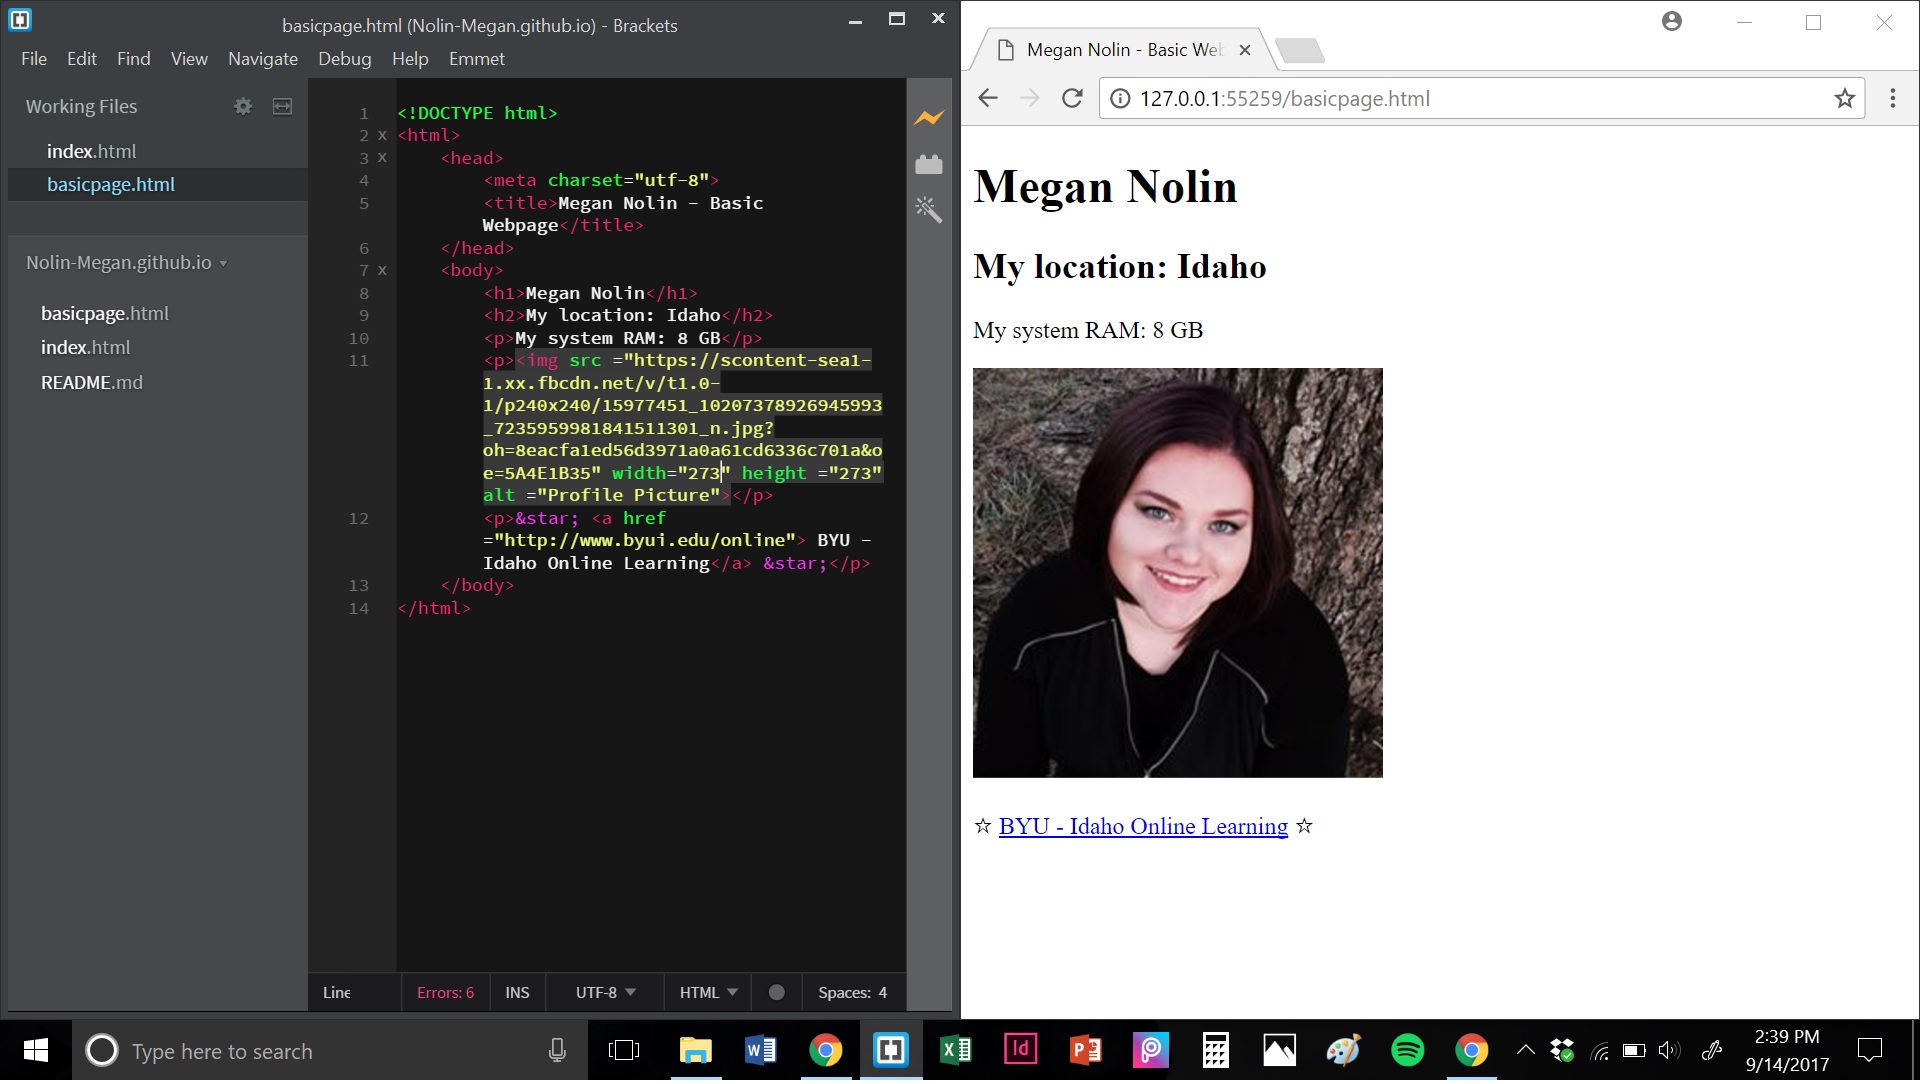 basicpage.html (Nolin-Megan.github.io) - Brackets
File Edit Find View Navigate Debug Help Emmet
Working Files
index.html
basicpage.html
Nolin-Megan.github.io
basicpage.html
index.html
README.md
1 <!DOCTYPE html>
2 x <html>
3 x <head>
4 <meta charset="utf-8">
5 <title>Megan Nolin - Basic
Webpage</title>
6 </head>
7 x <body>
8 <h1>Megan Nolin</h1>
9 <h2>My location: Idaho</h2>
10 <p>My system RAM: 8 GB</p>
11 <p><img src ="https://scontent-sea1-
1.xx.fbcdn.net/v/t1.0-
1/p240x240/15977451_10207378926945993
_7235959981841511301_n.jpg?
oh=8eacfa1ed56d3971a0a61cd6336c701a&o
e=5A4E1B35" width="273" height ="273"
alt ="Profile Picture"></p>
12 <p>&star; <a href
="http://www.byui.edu/online"> BYU -
Idaho Online Learning</a> &star;</p>
13 </body>
14 </html>
Line Errors: 6 INS UTF-8 HTML Spaces: 4
Megan Nolin - Basic Web
127.0.0.1:55259/basicpage.html
Megan Nolin
My location: Idaho
My system RAM: 8 GB
☆ BYU - Idaho Online Learning ☆
Type here to search
2:39 PM
9/14/2017